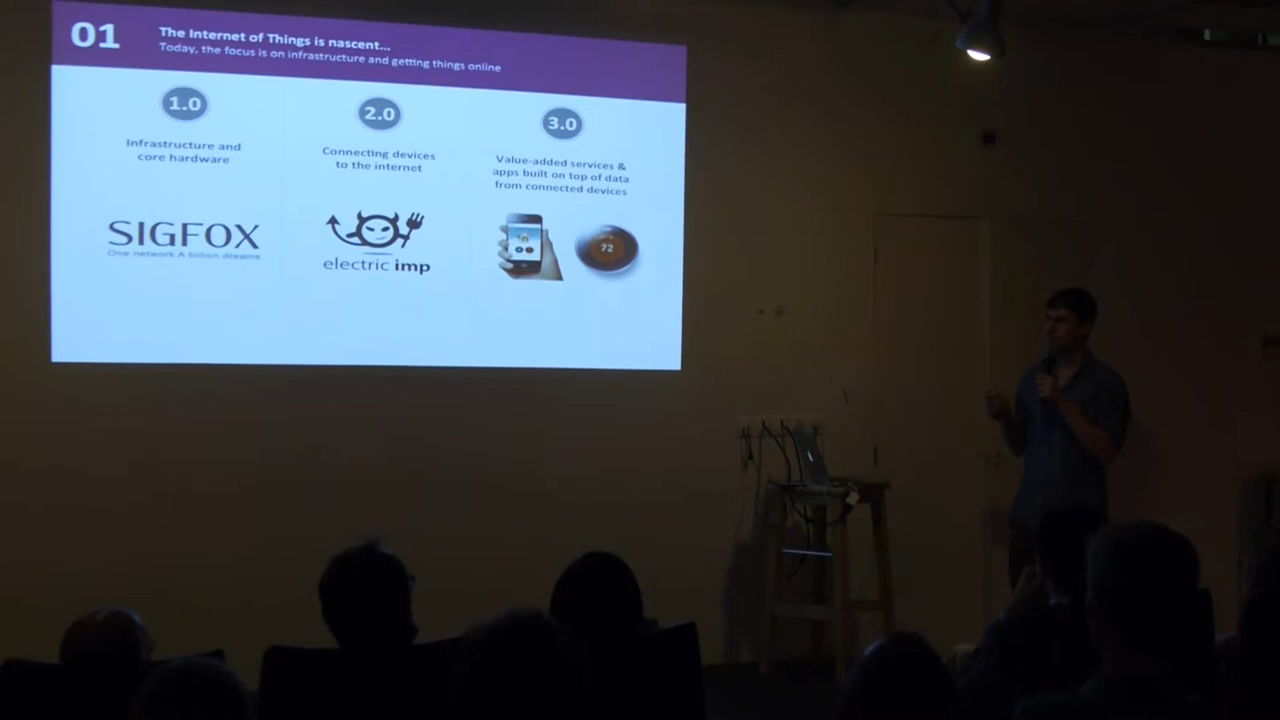 01
The Internet of Things is nascent...
Today, the focus is on infrastructure and getting things online
1.0
Infrastructure and
core hardware
SIGFOX
One network A billion dreams
2.0
Connecting devices
to the internet
electric imp
3.0
Value-added services &
apps built on top of data
from connected devices
72